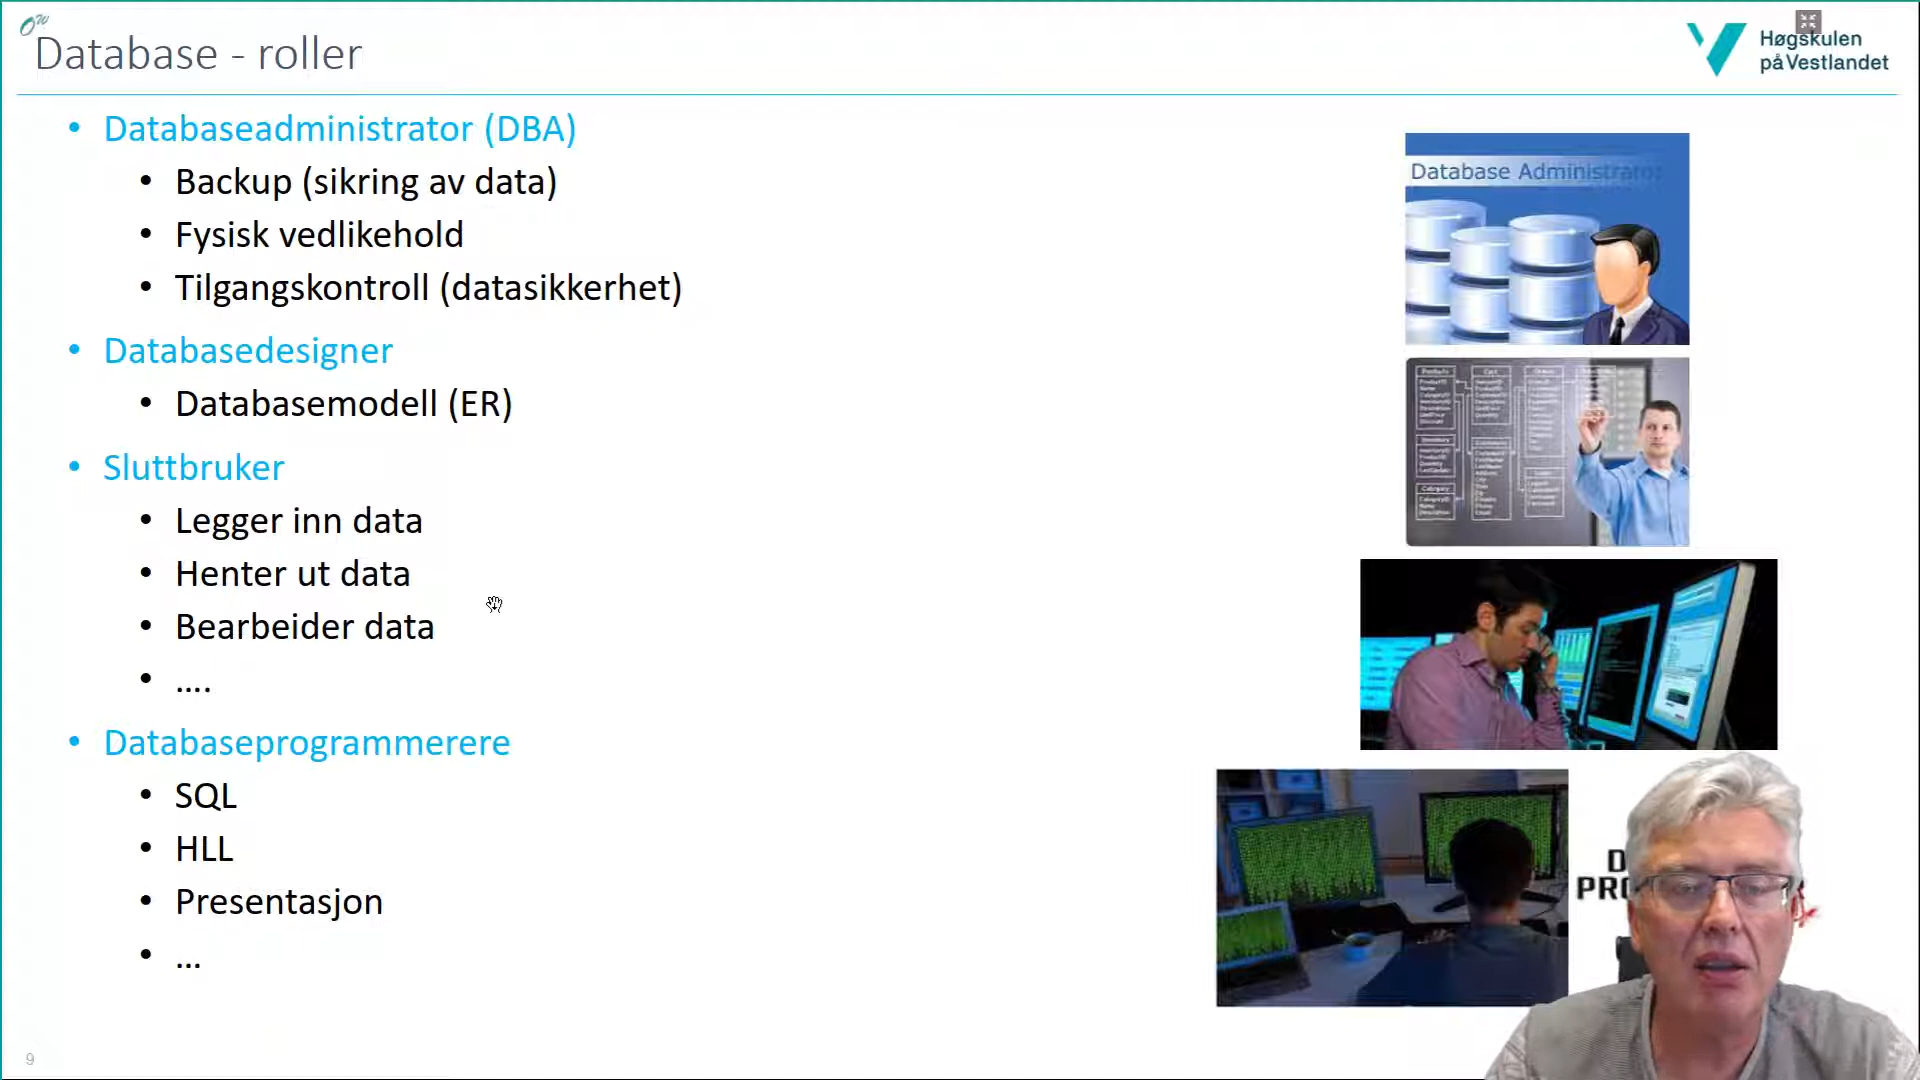 OW
Database - roller
Høgskulen
på Vestlandet
• Databaseadministrator (DBA)
• Backup (sikring av data)
• Fysisk vedlikehold
• Tilgangskontroll (datasikkerhet)
• Databasedesigner
• Databasemodell (ER)
• Sluttbruker
• Legger inn data
• Henter ut data
• Bearbeider data
• ....
• Databaseprogrammerere
• SQL
• HLL
• Presentasjon
• ...
Database Administrator
9